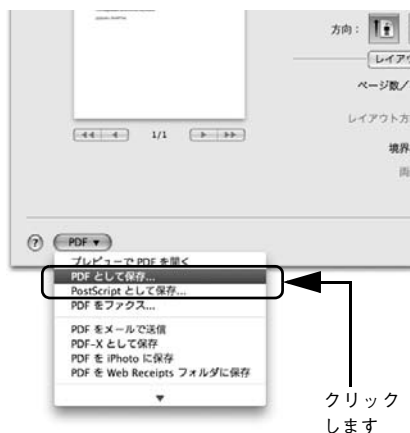 方向：
レイアウ
ページ数／
レイアウト方
境界
両
1/1
?
PDF ▼
プレビューで PDF を開く
PDF として保存...
PostScript として保存...
PDF をファクス...
PDF をメールで送信
PDF-X として保存
PDF を iPhoto に保存
PDF を Web Receipts フォルダに保存
クリック
します